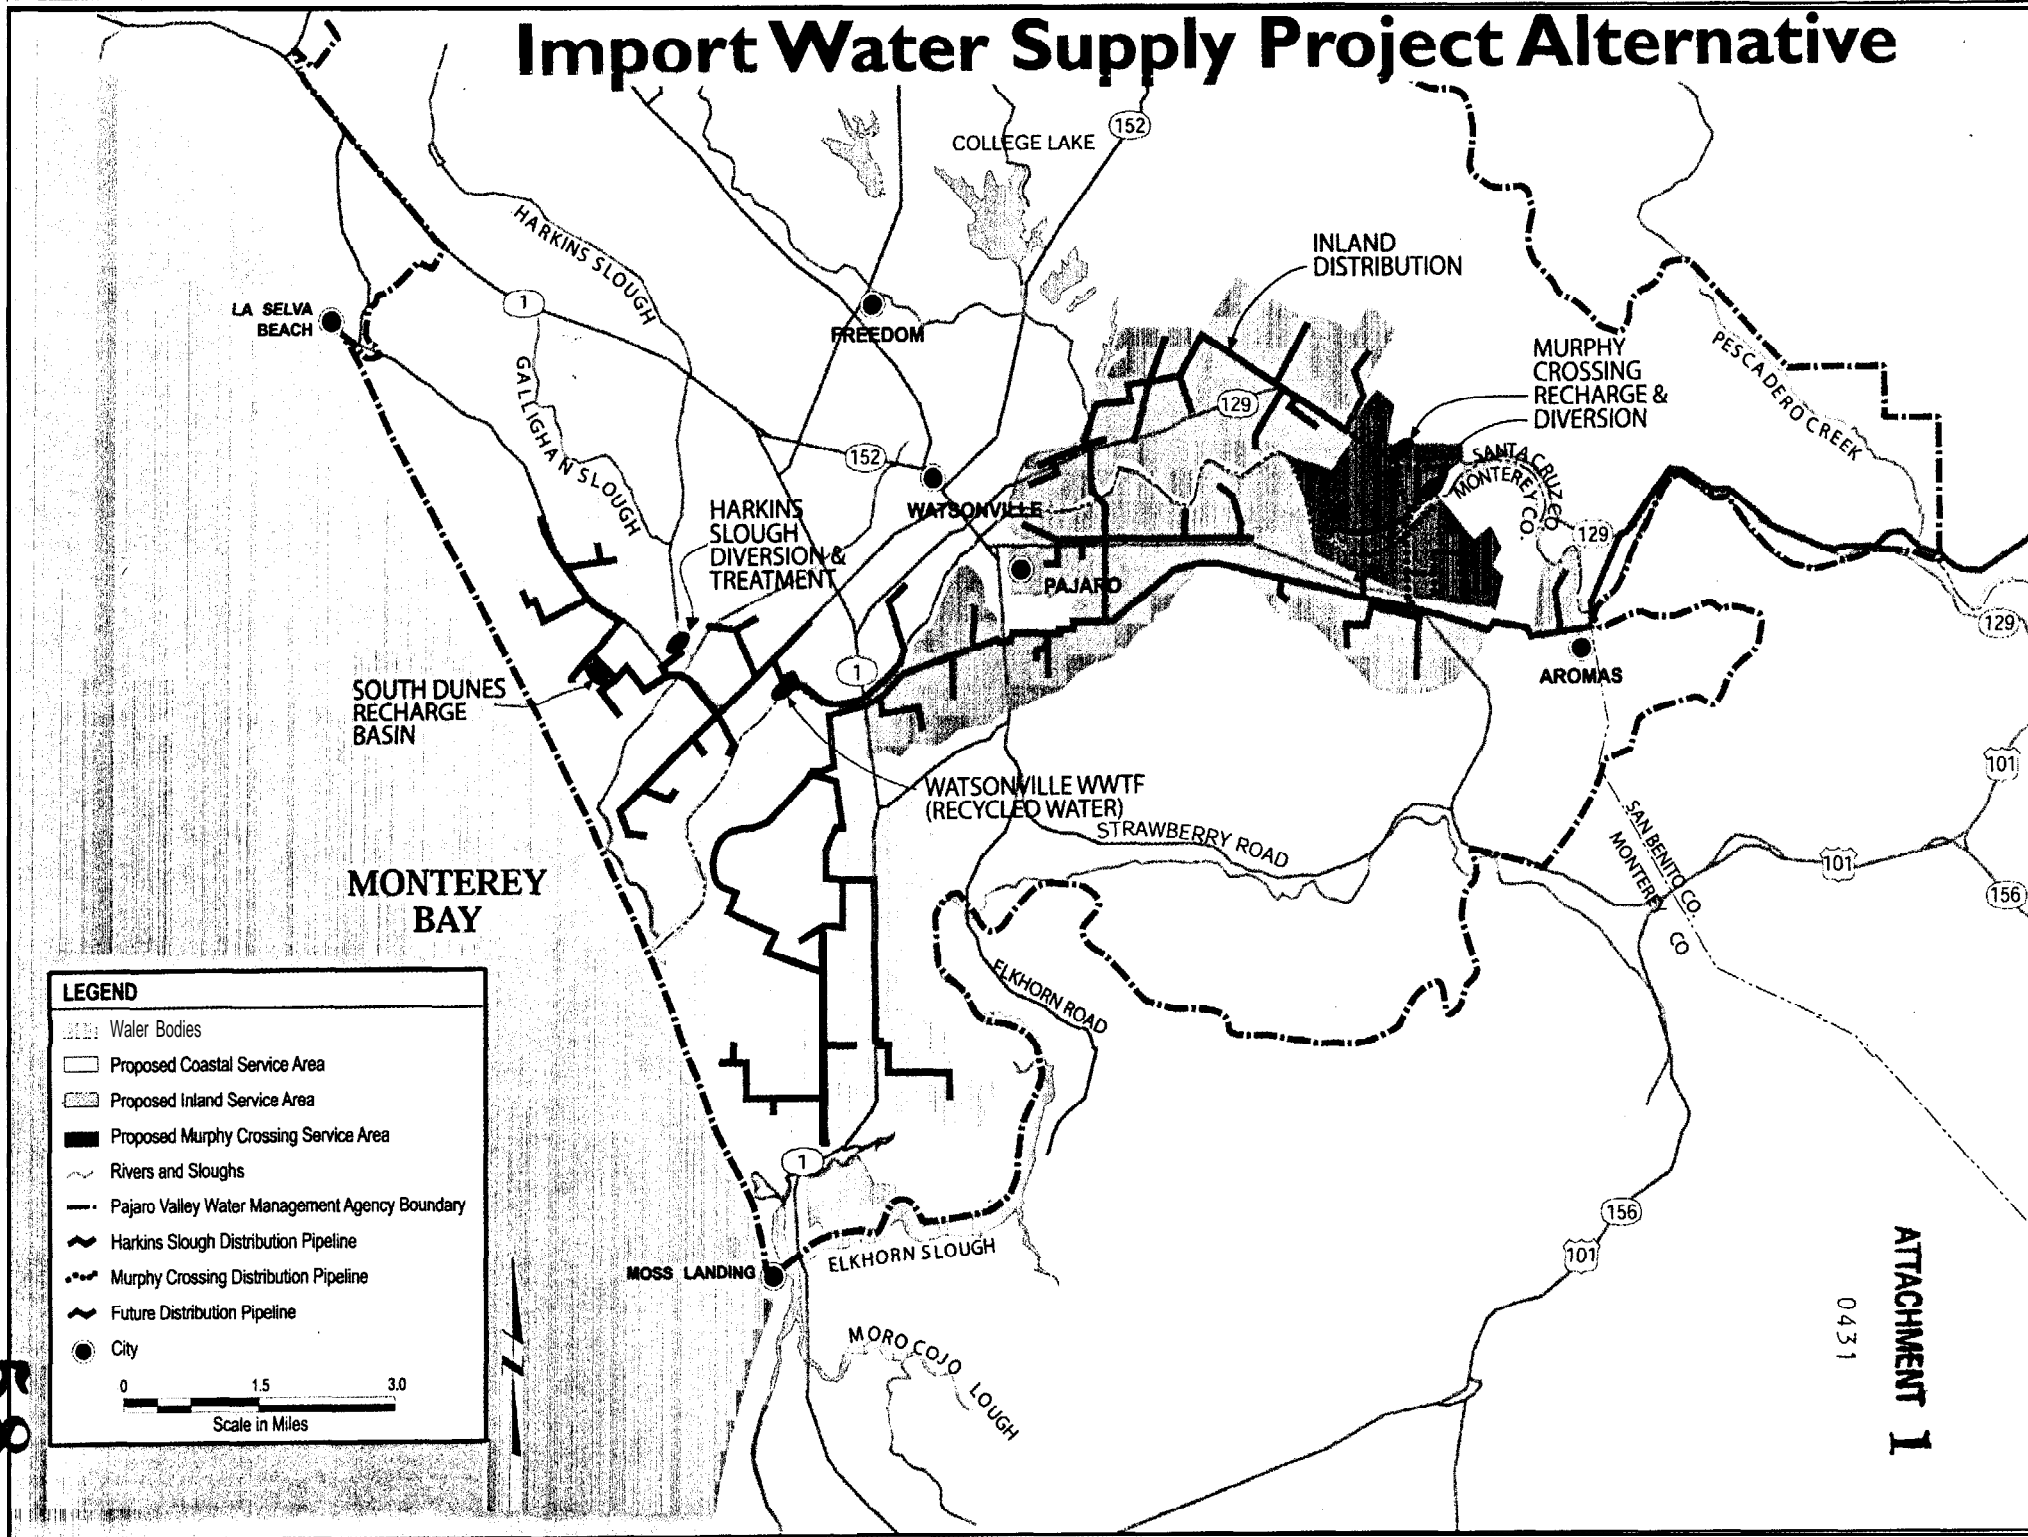 Import Water Supply Project Alternative
152
COLLEGE LAKE
HARKINS SLOUGH
INLAND
DISTRIBUTION
1
LA SELVA
BEACH
FREEDOM
MURPHY
CROSSING
RECHARGE &
DIVERSION
PESCADERO CREEK
GALLIGHAN SLOUGH
129
152
SANTA CRUZ CO.
MONTEREY CO.
WATSONVILLE
HARKINS
SLOUGH
DIVERSION &
TREATMENT
129
PAJARO
129
1
AROMAS
SOUTH DUNES
RECHARGE
BASIN
101
WATSONVILLE WWTF
(RECYCLED WATER)
STRAWBERRY ROAD
SAN BENITO CO.
MONTEREY
CO
101
156
MONTEREY
BAY
ELKHORN ROAD
LEGEND
Waler Bodies
Proposed Coastal Service Area
Proposed Inland Service Area
Proposed Murphy Crossing Service Area
Rivers and Sloughs
Pajaro Valley Water Management Agency Boundary
Harkins Slough Distribution Pipeline
Murphy Crossing Distribution Pipeline
Future Distribution Pipeline
City
0 1.5 3.0
Scale in Miles
1
156
101
ELKHORN SLOUGH
MOSS LANDING
MORO COJO
LOUGH
ATTACHMENT 1
0431